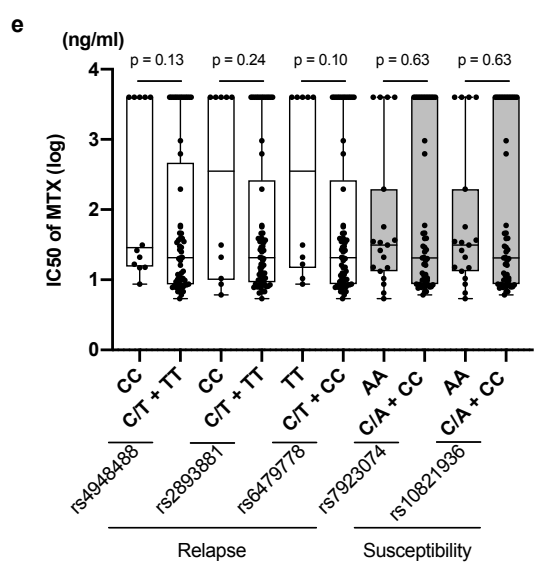 e
(ng/ml)
p = 0.13 p = 0.24 p = 0.10 p = 0.63 p = 0.63
IC50 of MTX (log)
4
3
2
1
0
CC C/T + TT CC C/T + TT TT C/T + CC AA C/A + CC AA C/A + CC
rs4948488 rs2893881 rs6479778 rs7923074 rs10821936
Relapse Susceptibility